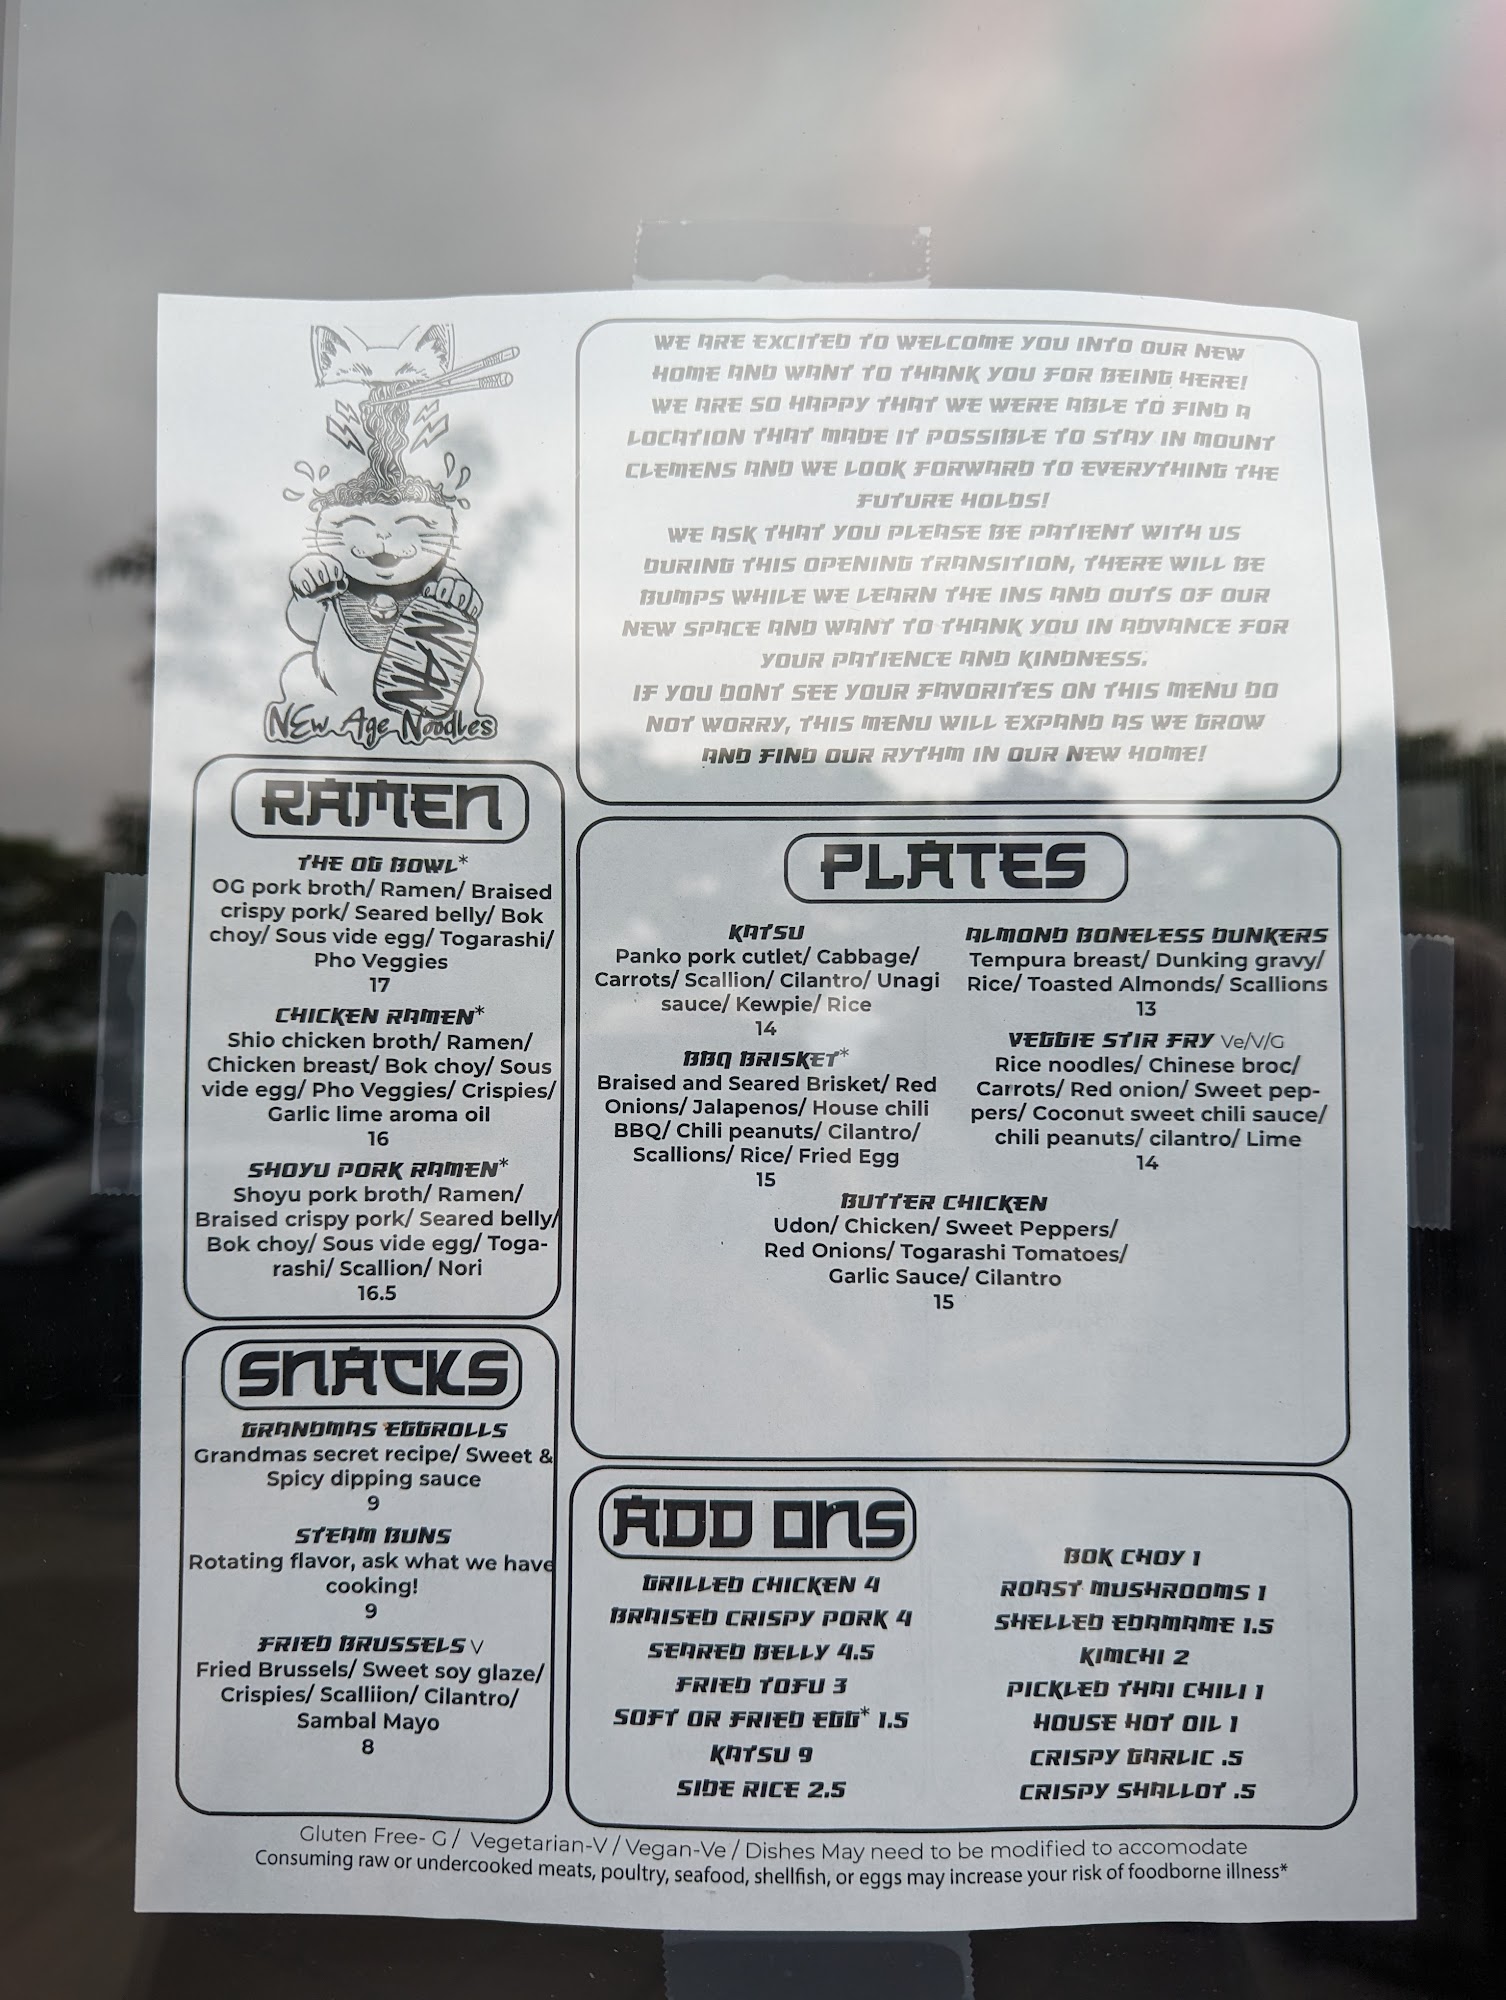 NAN
NEw Age Noodles
WE ARE EXCITED TO WELCOME YOU INTO OUR NEW
HOME AND WANT TO THANK YOU FOR BEING HERE!
WE ARE SO HAPPY THAT WE WERE ABLE TO FIND A
LOCATION THAT MADE IT POSSIBLE TO STAY IN MOUNT
CLEMENS AND WE LOOK FORWARD TO EVERYTHING THE
FUTURE HOLDS!
WE ASK THAT YOU PLEASE BE PATIENT WITH US
DURING THIS OPENING TRANSITION, THERE WILL BE
BUMPS WHILE WE LEARN THE INS AND OUTS OF OUR
NEW SPACE AND WANT TO THANK YOU IN ADVANCE FOR
YOUR PATIENCE AND KINDNESS.
IF YOU DONT SEE YOUR FAVORITES ON THIS MENU DO
NOT WORRY, THIS MENU WILL EXPAND AS WE GROW
AND FIND OUR RYTHM IN OUR NEW HOME!
RAMEN
THE OG BOWL*
OG pork broth/ Ramen/ Braised
crispy pork/ Seared belly/ Bok
choy/ Sous vide egg/ Togarashi/
Pho Veggies
17
CHICKEN RAMEN*
Shio chicken broth/ Ramen/
Chicken breast/ Bok choy/ Sous
vide egg/ Pho Veggies/ Crispies/
Garlic lime aroma oil
16
SHOYU PORK RAMEN*
Shoyu pork broth/ Ramen/
Braised crispy pork/ Seared belly/
Bok choy/ Sous vide egg/ Toga-
rashi/ Scallion/ Nori
16.5
SNACKS
GRANDMAS EGGROLLS
Grandmas secret recipe/ Sweet &
Spicy dipping sauce
9
STEAM BUNS
Rotating flavor, ask what we have
cooking!
9
FRIED BRUSSELS V
Fried Brussels/ Sweet soy glaze/
Crispies/ Scalliion/ Cilantro/
Sambal Mayo
8
PLATES
KATSU
Panko pork cutlet/ Cabbage/
Carrots/ Scallion/ Cilantro/ Unagi
sauce/ Kewpie/ Rice
14
BBQ BRISKET*
Braised and Seared Brisket/ Red
Onions/ Jalapenos/ House chili
BBQ/ Chili peanuts/ Cilantro/
Scallions/ Rice/ Fried Egg
15
ALMOND BONELESS DUNKERS
Tempura breast/ Dunking gravy/
Rice/ Toasted Almonds/ Scallions
13
VEGGIE STIR FRY Ve/V/G
Rice noodles/ Chinese broc/
Carrots/ Red onion/ Sweet pep-
pers/ Coconut sweet chili sauce/
chili peanuts/ cilantro/ Lime
14
BUTTER CHICKEN
Udon/ Chicken/ Sweet Peppers/
Red Onions/ Togarashi Tomatoes/
Garlic Sauce/ Cilantro
15
ADD ONS
GRILLED CHICKEN 4
BRAISED CRISPY PORK 4
SEARED BELLY 4.5
FRIED TOFU 3
SOFT OR FRIED EGG* 1.5
KATSU 9
SIDE RICE 2.5
BOK CHOY 1
ROAST MUSHROOMS 1
SHELLED EDAMAME 1.5
KIMCHI 2
PICKLED THAI CHILI 1
HOUSE HOT OIL 1
CRISPY GARLIC .5
CRISPY SHALLOT .5
Gluten Free- G / Vegetarian-V / Vegan-Ve / Dishes May need to be modified to accomodate
Consuming raw or undercooked meats, poultry, seafood, shellfish, or eggs may increase your risk of foodborne illness*